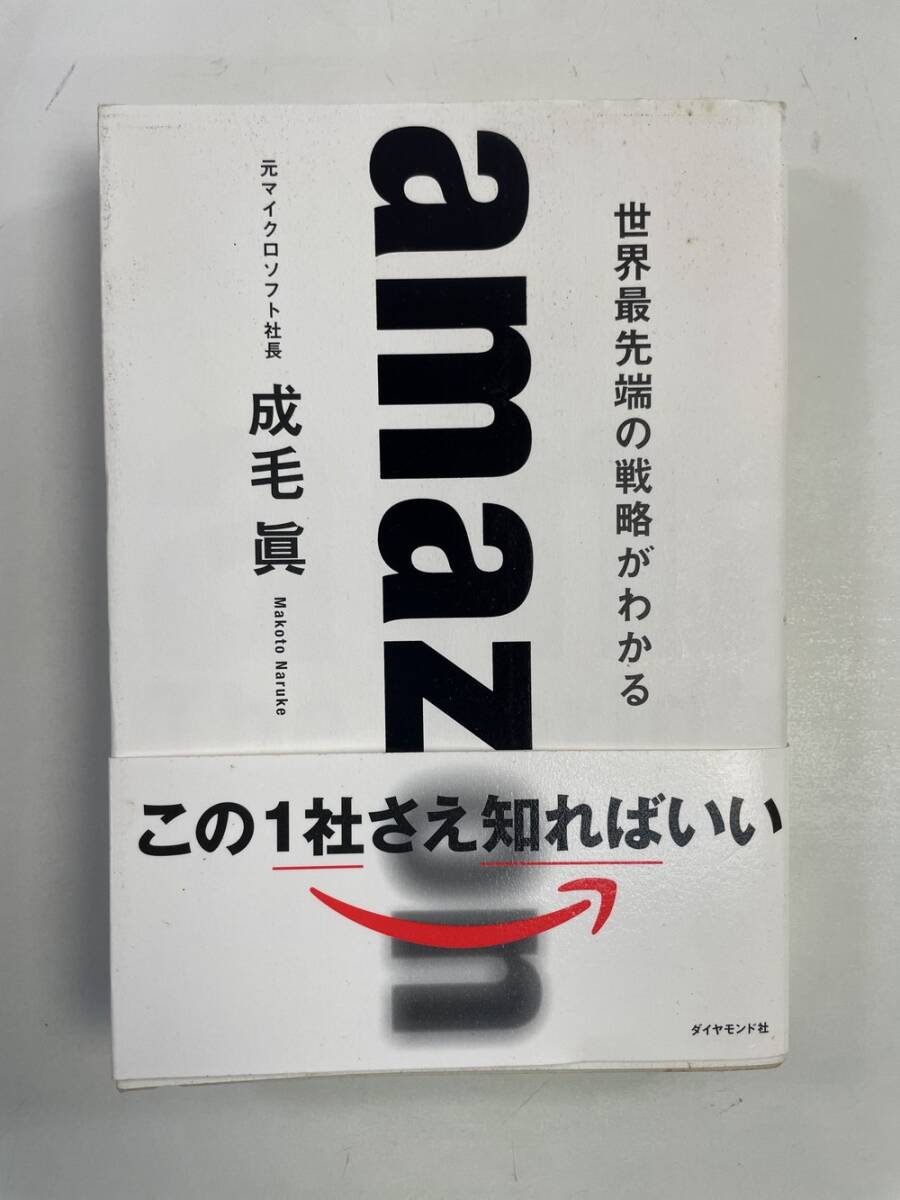 世界最先端の戦略がわかる
amazon
元マイクロソフト社長
成毛 眞
Makoto Naruke
この1社さえ知ればいい
ダイヤモンド社